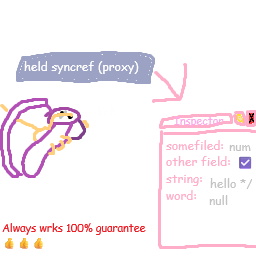 held syncref (proxy)
Inspector M X
somefiled: num
other field:
string: hello */
word: null
Always wrks 100% guarantee
👍👍👍